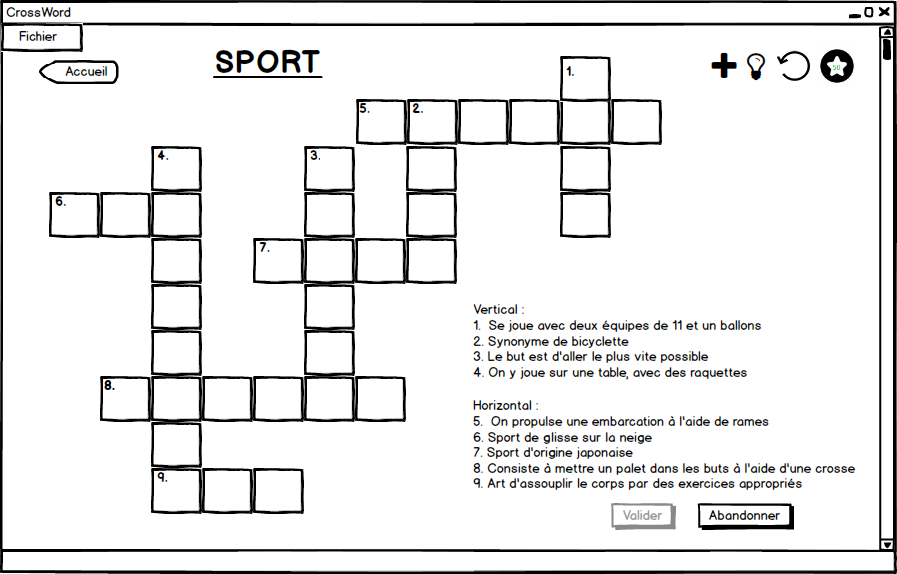 CrossWord
Fichier
Accueil
SPORT
50
1.
5. 2.
4. 3.
6.
7.
8.
9.
Vertical :
1. Se joue avec deux équipes de 11 et un ballons
2. Synonyme de bicyclette
3. Le but est d'aller le plus vite possible
4. On y joue sur une table, avec des raquettes
Horizontal :
5. On propulse une embarcation à l'aide de rames
6. Sport de glisse sur la neige
7. Sport d'origine japonaise
8. Consiste à mettre un palet dans les buts à l'aide d'une crosse
9. Art d'assouplir le corps par des exercices appropriés
Valider Abandonner